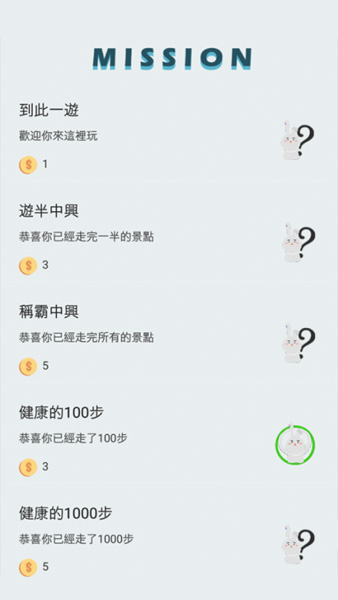 MISSION
到此一遊
歡迎你來這裡玩
1
遊半中興
恭喜你已經走完一半的景點
3
稱霸中興
恭喜你已經走完所有的景點
5
健康的100步
恭喜你已經走了100步
3
健康的1000步
恭喜你已經走了1000步
5